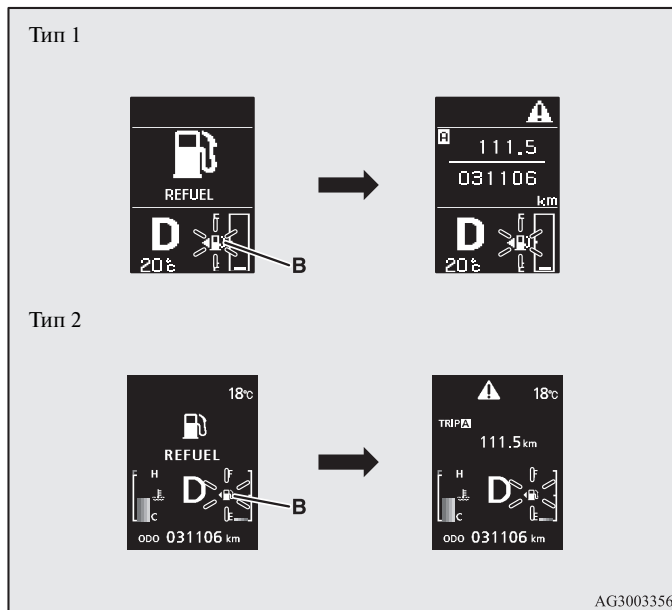 Тип 1
REFUEL
D
20℃
B
A
111.5
031106
km
D
20℃
Тип 2
18℃
REFUEL
F H
D
F
C
E
B
ODO 031106 km
18℃
TRIP A
111.5 km
F H
D
F
C
E
ODO 031106 km
AG3003356